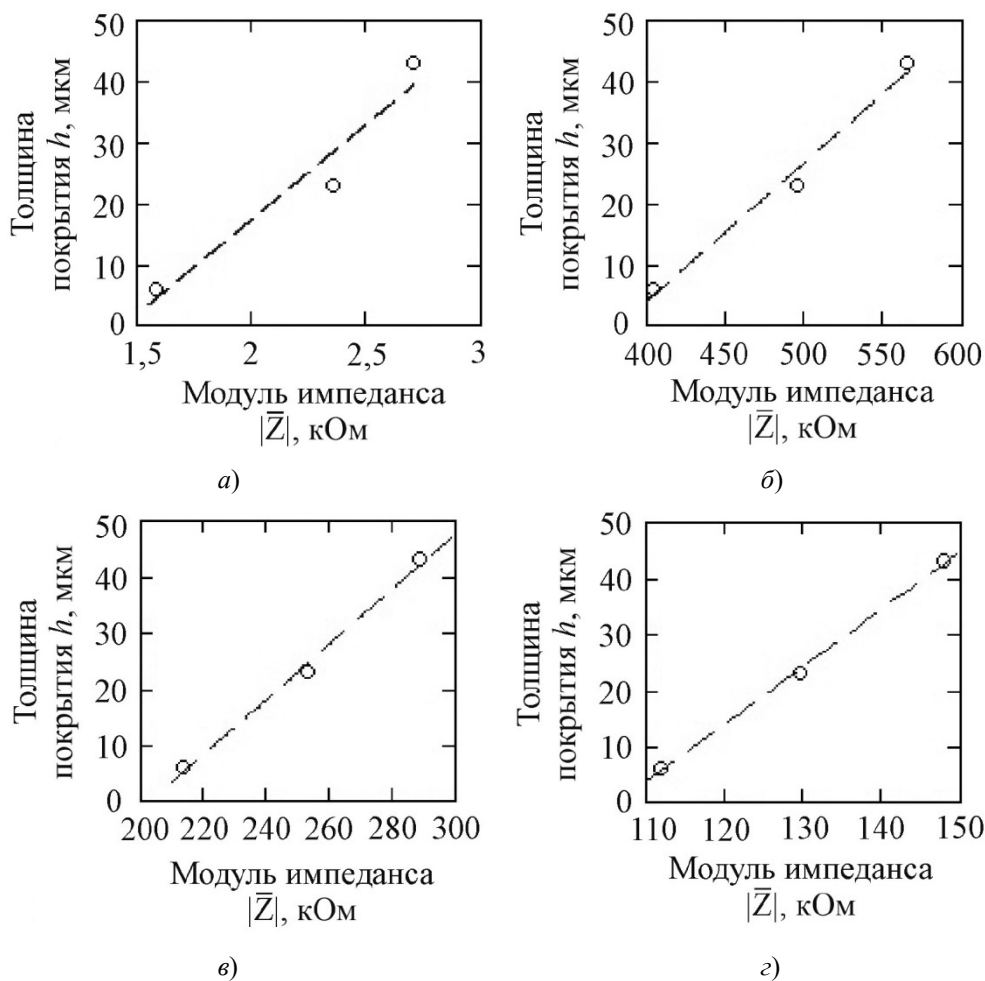 50
40
30
20
10
0
Толщина
покрытия h, мкм
1,5
2
2,5
3
Модуль импеданса
|Z̅|, кОм
а)
50
40
30
20
10
0
Толщина
покрытия h, мкм
400
450
500
550
600
Модуль импеданса
|Z̅|, кОм
б)
50
40
30
20
10
0
Толщина
покрытия h, мкм
200
220
240
260
280
300
Модуль импеданса
|Z̅|, кОм
в)
50
40
30
20
10
0
Толщина
покрытия h, мкм
110
120
130
140
150
Модуль импеданса
|Z̅|, кОм
г)